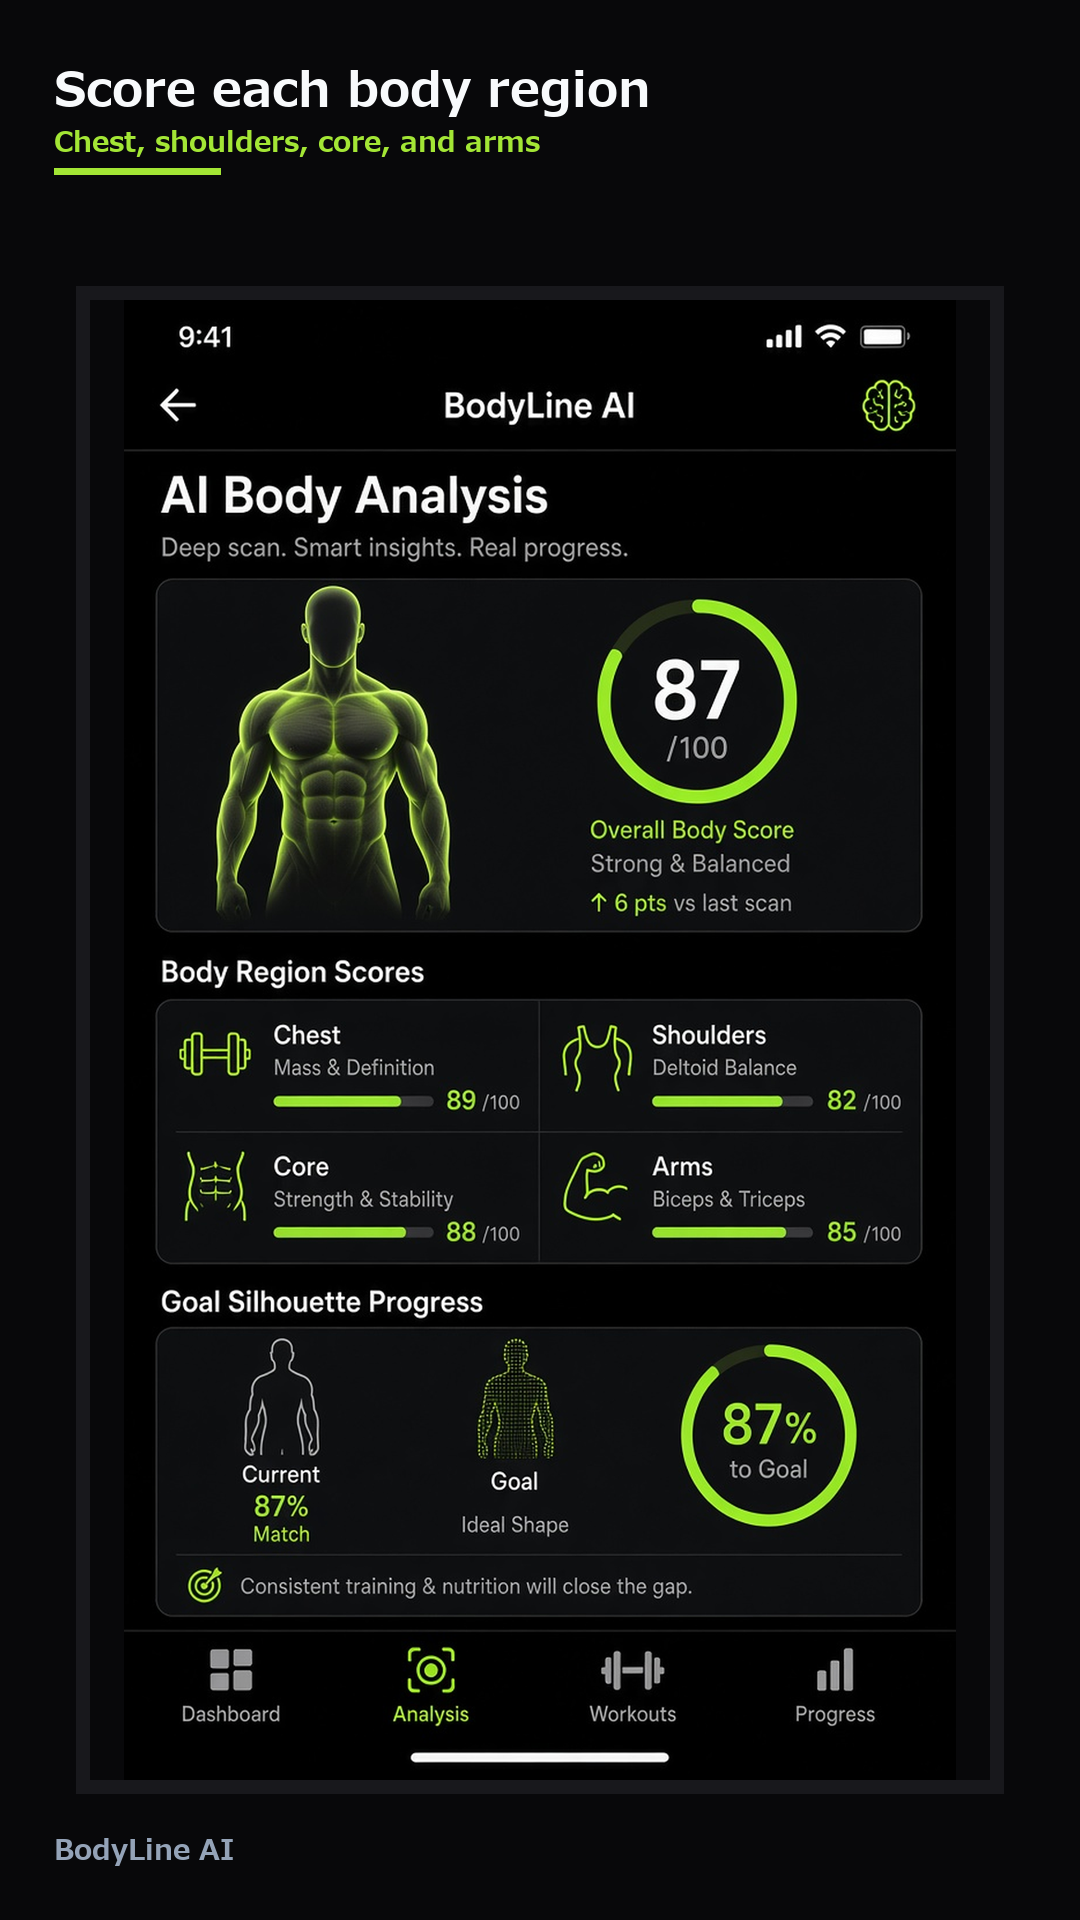 Score each body region
Chest, shoulders, core, and arms
9:41
BodyLine AI
AI Body Analysis
Deep scan. Smart insights. Real progress.
87
/100
Overall Body Score
Strong & Balanced
↑ 6 pts vs last scan
Body Region Scores
Chest
Mass & Definition
89 /100
Shoulders
Deltoid Balance
82 /100
Core
Strength & Stability
88 /100
Arms
Biceps & Triceps
85 /100
Goal Silhouette Progress
Current
87%
Match
Goal
Ideal Shape
87%
to Goal
Consistent training & nutrition will close the gap.
Dashboard
Analysis
Workouts
Progress
BodyLine AI